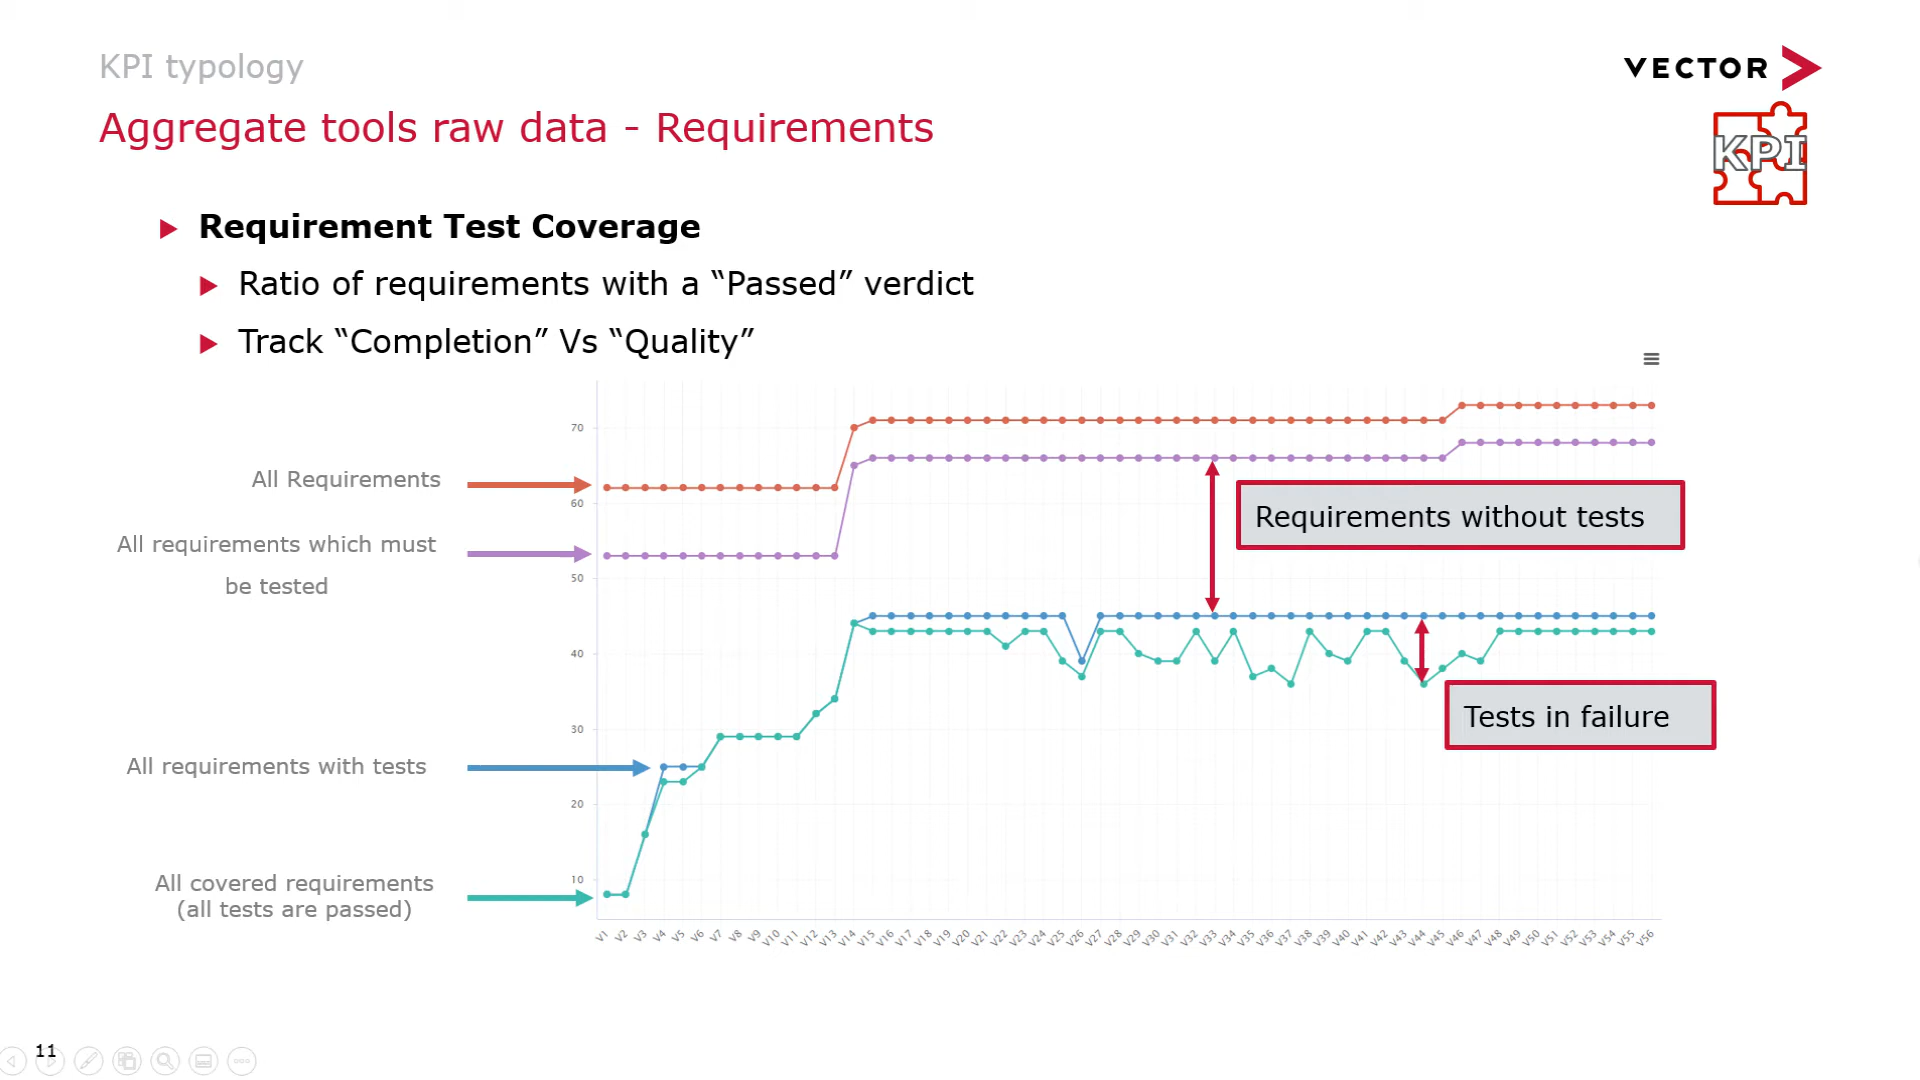 KPI typology
VECTOR
Aggregate tools raw data - Requirements
KPI
Requirement Test Coverage
Ratio of requirements with a “Passed” verdict
Track “Completion” Vs “Quality”
70
60
50
40
30
20
10
All Requirements
All requirements which must
be tested
All requirements with tests
All covered requirements
(all tests are passed)
Requirements without tests
Tests in failure
V1 V2 V3 V4 V5 V6 V7 V8 V9 V10 V11 V12 V13 V14 V15 V16 V17 V18 V19 V20 V21 V22 V23 V24 V25 V26 V27 V28 V29 V30 V31 V32 V33 V34 V35 V36 V37 V38 V39 V40 V41 V42 V43 V44 V45 V46 V47 V48 V49 V50 V51 V52 V53 V54 V55 V56
11